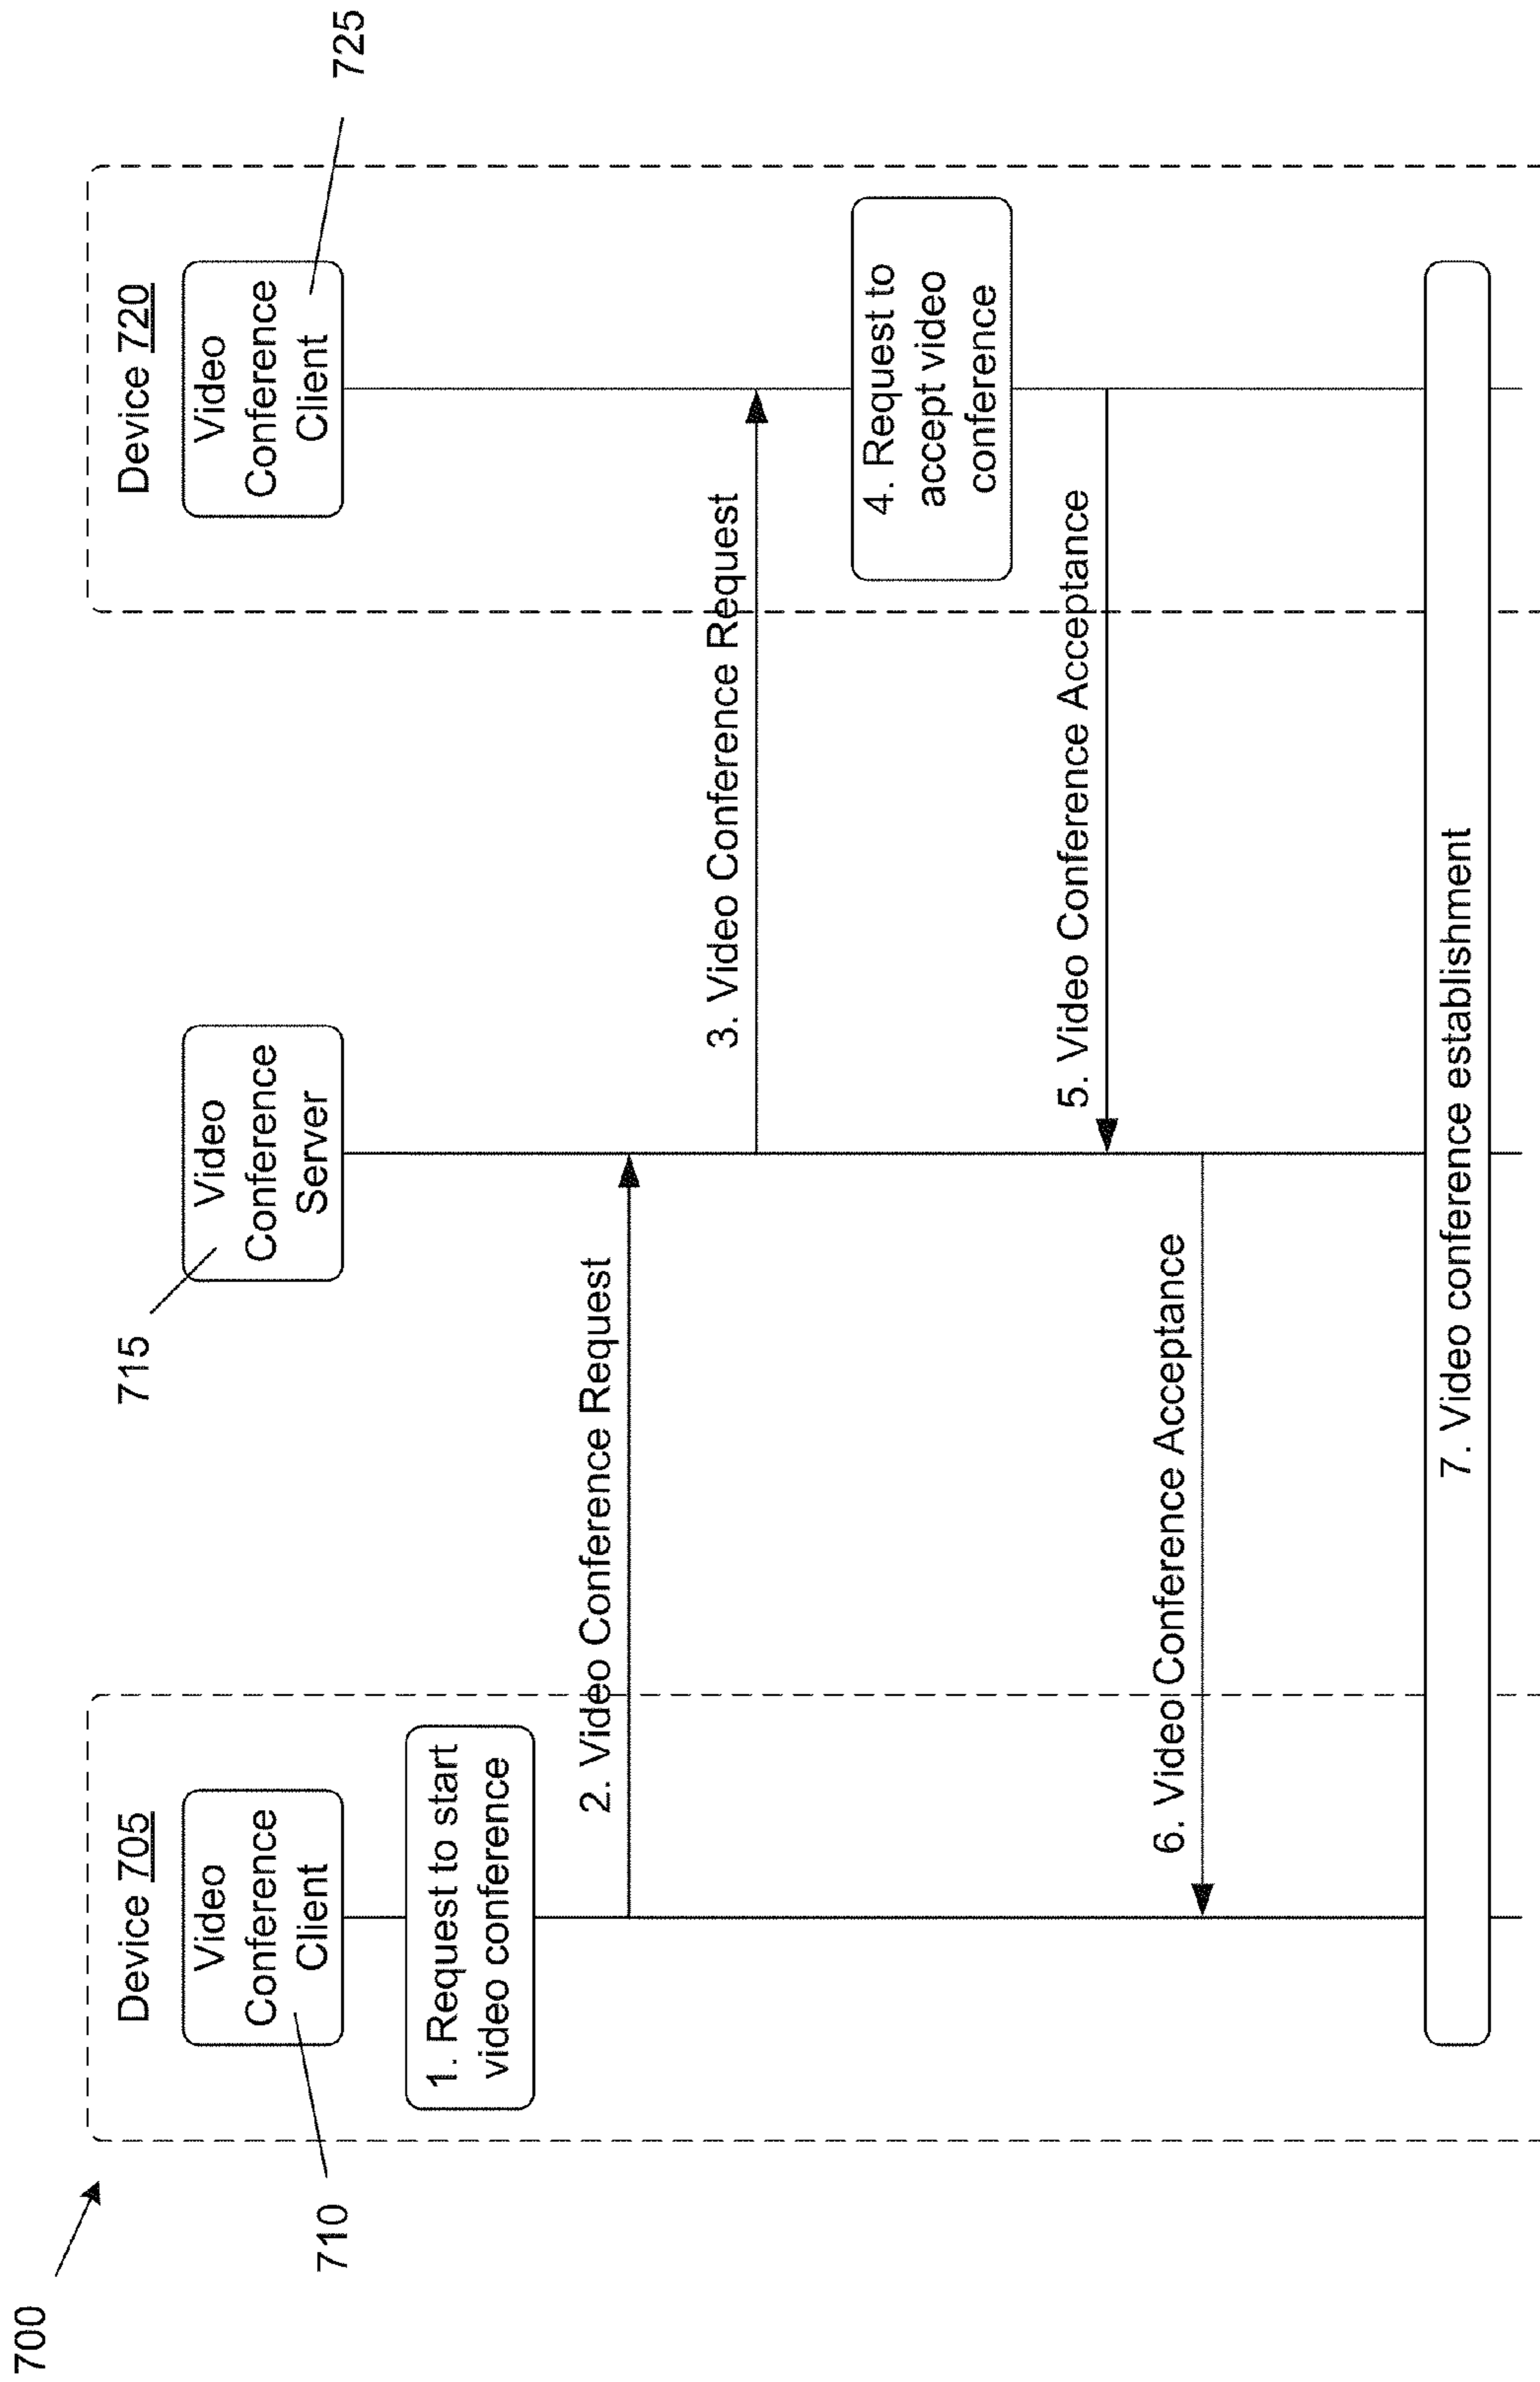 700
Device 705
Video
Conference
Client
710
715
Video
Conference
Server
Device 720
Video
Conference
Client
725
1. Request to start
video conference
2. Video Conference Request
3. Video Conference Request
4. Request to
accept video
conference
5. Video Conference Acceptance
6. Video Conference Acceptance
7. Video conference establishment